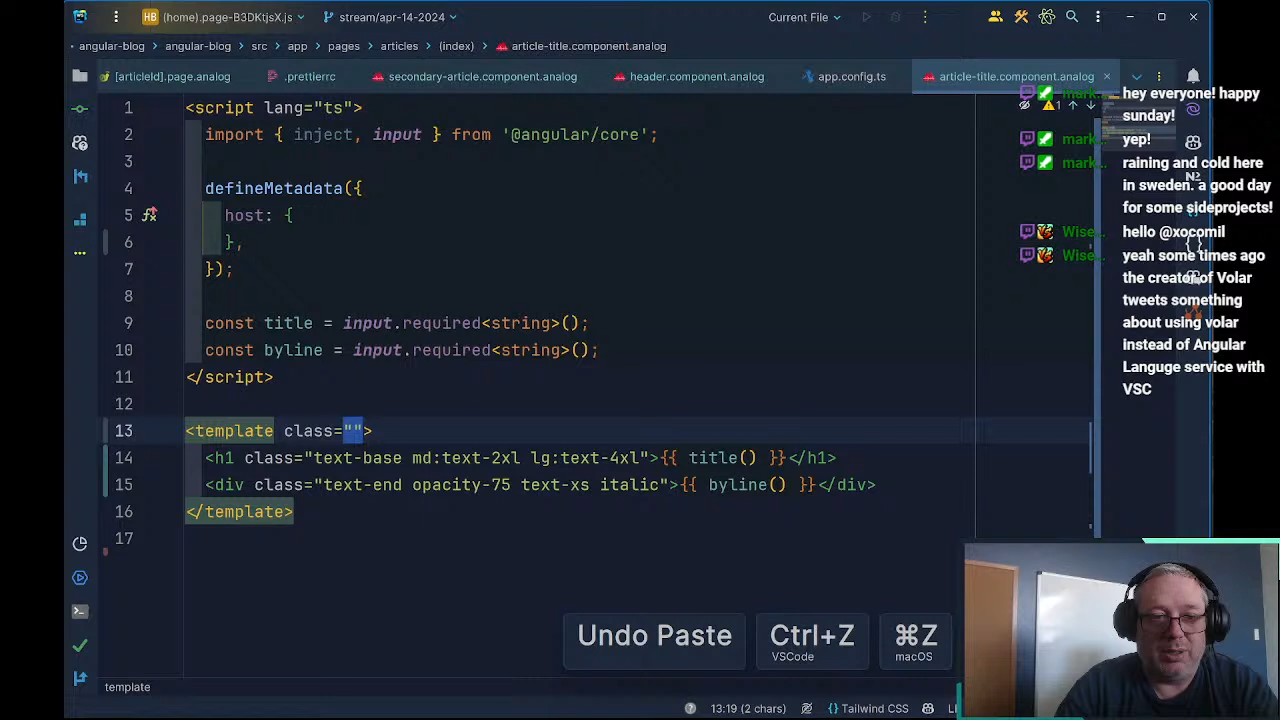 HB (home).page-B3DKtjsX.js
stream/apr-14-2024
Current File
angular-blog
angular-blog
src
app
pages
articles
(index)
article-title.component.analog
[articleId].page.analog
.prettierrc
secondary-article.component.analog
header.component.analog
app.config.ts
article-title.component.analog
1 <script lang="ts">
2 import { inject, input } from '@angular/core';
3
4 defineMetadata({
5 host: {
6 },
7 });
8
9 const title = input.required<string>();
10 const byline = input.required<string>();
11 </script>
12
13 <template class="">
14 <h1 class="text-base md:text-2xl lg:text-4xl">{{ title() }}</h1>
15 <div class="text-end opacity-75 text-xs italic">{{ byline() }}</div>
16 </template>
17
1
mark... hey everyone! happy
sunday!
mark... yep!
mark... raining and cold here
in sweden. a good day
for some sideprojects!
Wise... hello @xocomil
Wise... yeah some times ago
the creator of Volar
tweets something
about using volar
instead of Angular
Languge service with
VSC
Undo Paste
Ctrl+Z
VSCode
⌘Z
macOS
template
13:19 (2 chars)
Tailwind CSS